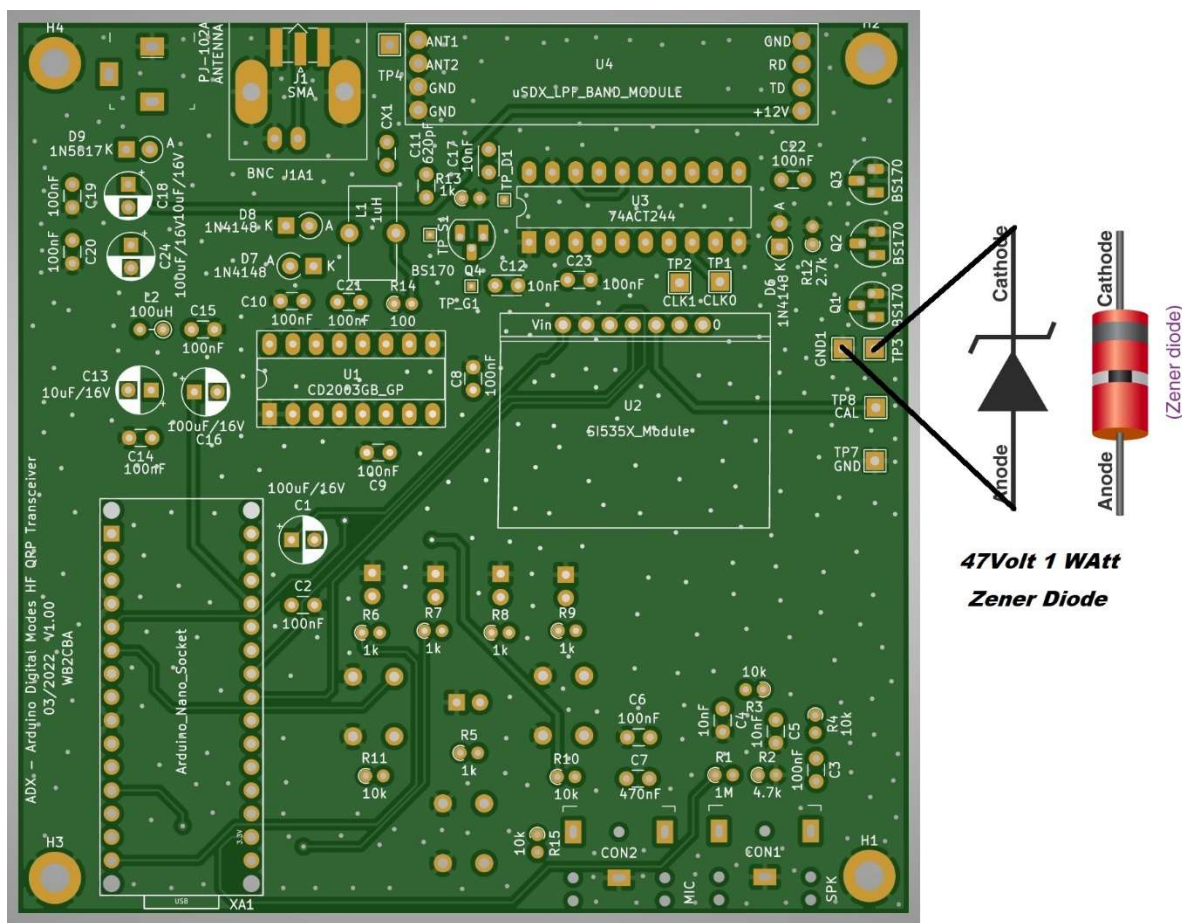 H4
PJ-102A
ANTENNA
J1
SMA
TP4
ANT1
ANT2
GND
GND
U4
uSDX_LPF_BAND_MODULE
GND
RD
TD
+12V
H2
D9
1N5817
K
A
BNC J1A1
CX1
C11
620pF
C17
10nF
R13
1k
TP_D1
C22
100nF
Q3
BS170
100nF
C19
C18
10uF/16V
D8
1N4148
K
A
L1
1uH
TP_S1
U3
74ACT244
A
D6
K
1N4148
R12
2.7k
Q2
BS170
100nF
C20
C24
100uF/16V
D7
1N4148
A
K
BS170
Q4
TP_G1
C12
10nF
C23
100nF
TP2
CLK1
TP1
CLK0
Q1
BS170
L2
100uH
C15
100nF
C10
100nF
C21
100nF
R14
100
Vin
0
GND1
TP3
C13
10uF/16V
100uF/16V
C16
U1
CD2003GB_GP
C8
100nF
U2
SI535X_Module
TP8
CAL
C14
100nF
C9
100nF
TP7
GND
100uF/16V
C1
C2
100nF
R6
1k
R7
1k
R8
1k
R9
1k
ADX - Arduino Digital Modes HF QRP Transceiver
03/2022 V1.00
WB2CBA
Arduino_Nano_Socket
3.3V
USB
XA1
R11
10k
R5
1k
R10
10k
C6
100nF
C7
470nF
10k
R3
10nF
C4
10nF
C5
R4
10k
R1
1M
R2
4.7k
100nF
C3
10k
R15
CON2
MIC
CON1
SPK
H3
H1
Cathode
Anode
Cathode
Anode
(Zener diode)
47Volt 1 WAtt
Zener Diode